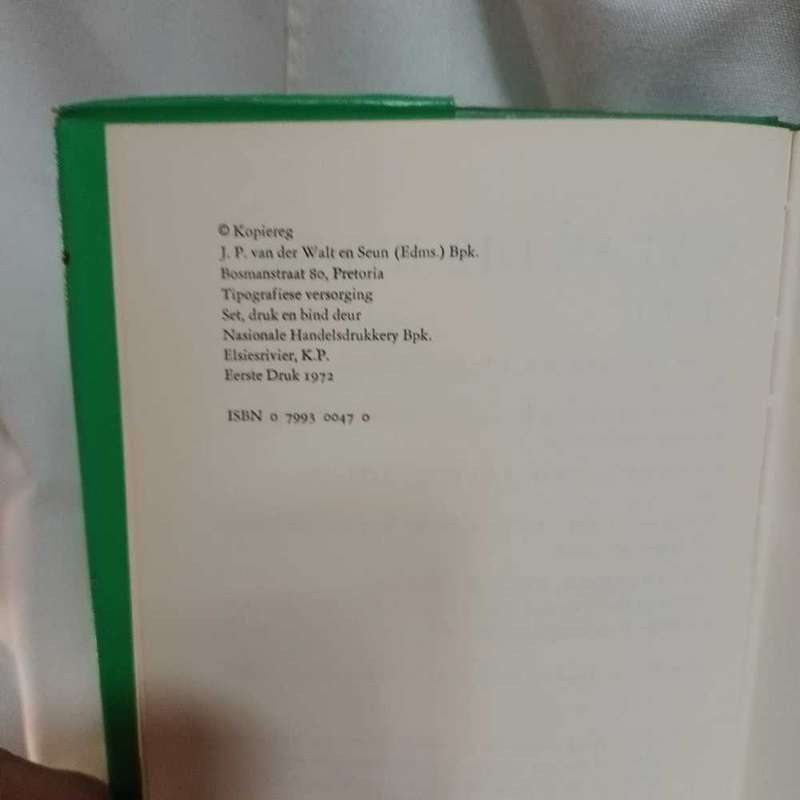 © Kopiereg
J. P. van der Walt en Seun (Edms.) Bpk.
Bosmanstraat 80, Pretoria
Tipografiese versorging
Set, druk en bind deur
Nasionale Handelsdrukkery Bpk.
Elsiesrivier, K.P.
Eerste Druk 1972
ISBN 0 7993 0047 0